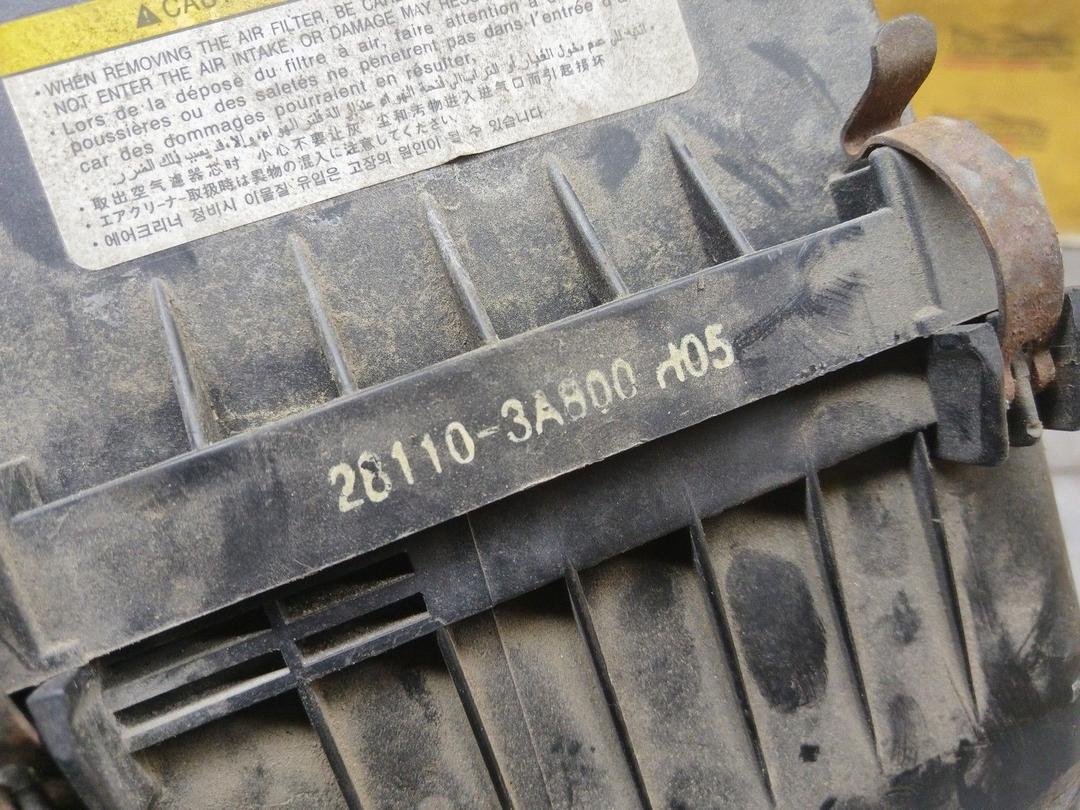 ⚠ CAU
• WHEN REMOVING THE AIR FILTER, BE CARE
NOT ENTER THE AIR INTAKE, OR DAMAGE MAY RESU
• Lors de la déposé du filtre à air, faire attention à c
poussières ou des saletés ne pénètrent pas dans l'entrée d'a
car des dommages pourraient en résulter.
• 取出空气滤器芯时, 小心不要让灰 尘和污物进入进气口而引起损坏
• エアクリーナー取扱時は異物の混入に注意してください。
• 에어크리너 정비시 이물질 유입은 고장의 원인이 될 수 있습니다.
28110-3A800 05